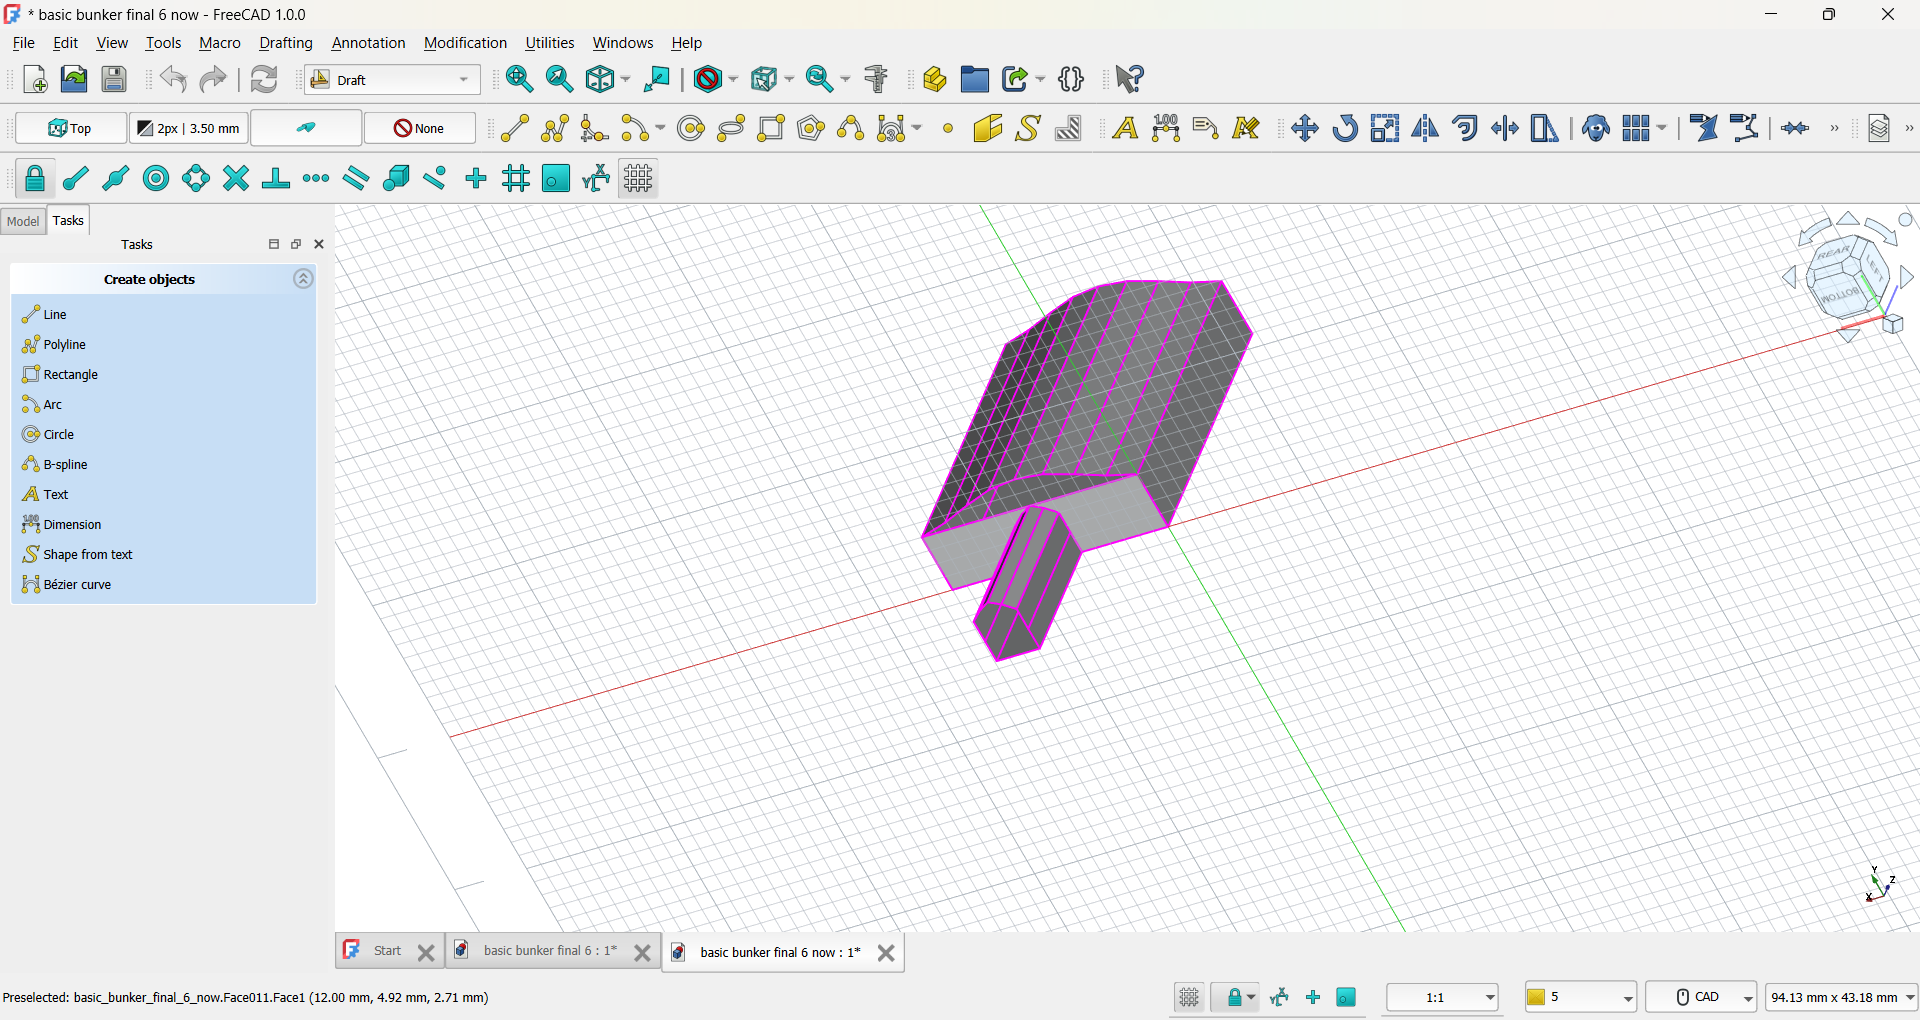 * basic bunker final 6 now - FreeCAD 1.0.0
File Edit View Tools Macro Drafting Annotation Modification Utilities Windows Help
Draft
Top 2px | 3.50 mm None
Model Tasks
Tasks
Create objects
Line
Polyline
Rectangle
Arc
Circle
B-spline
Text
Dimension
Shape from text
Bézier curve
REAR
LEFT
BOTTOM
Y
Z
X
Start basic bunker final 6 : 1* basic bunker final 6 now : 1*
Preselected: basic_bunker_final_6_now.Face011.Face1 (12.00 mm, 4.92 mm, 2.71 mm) 1:1 5 CAD 94.13 mm x 43.18 mm